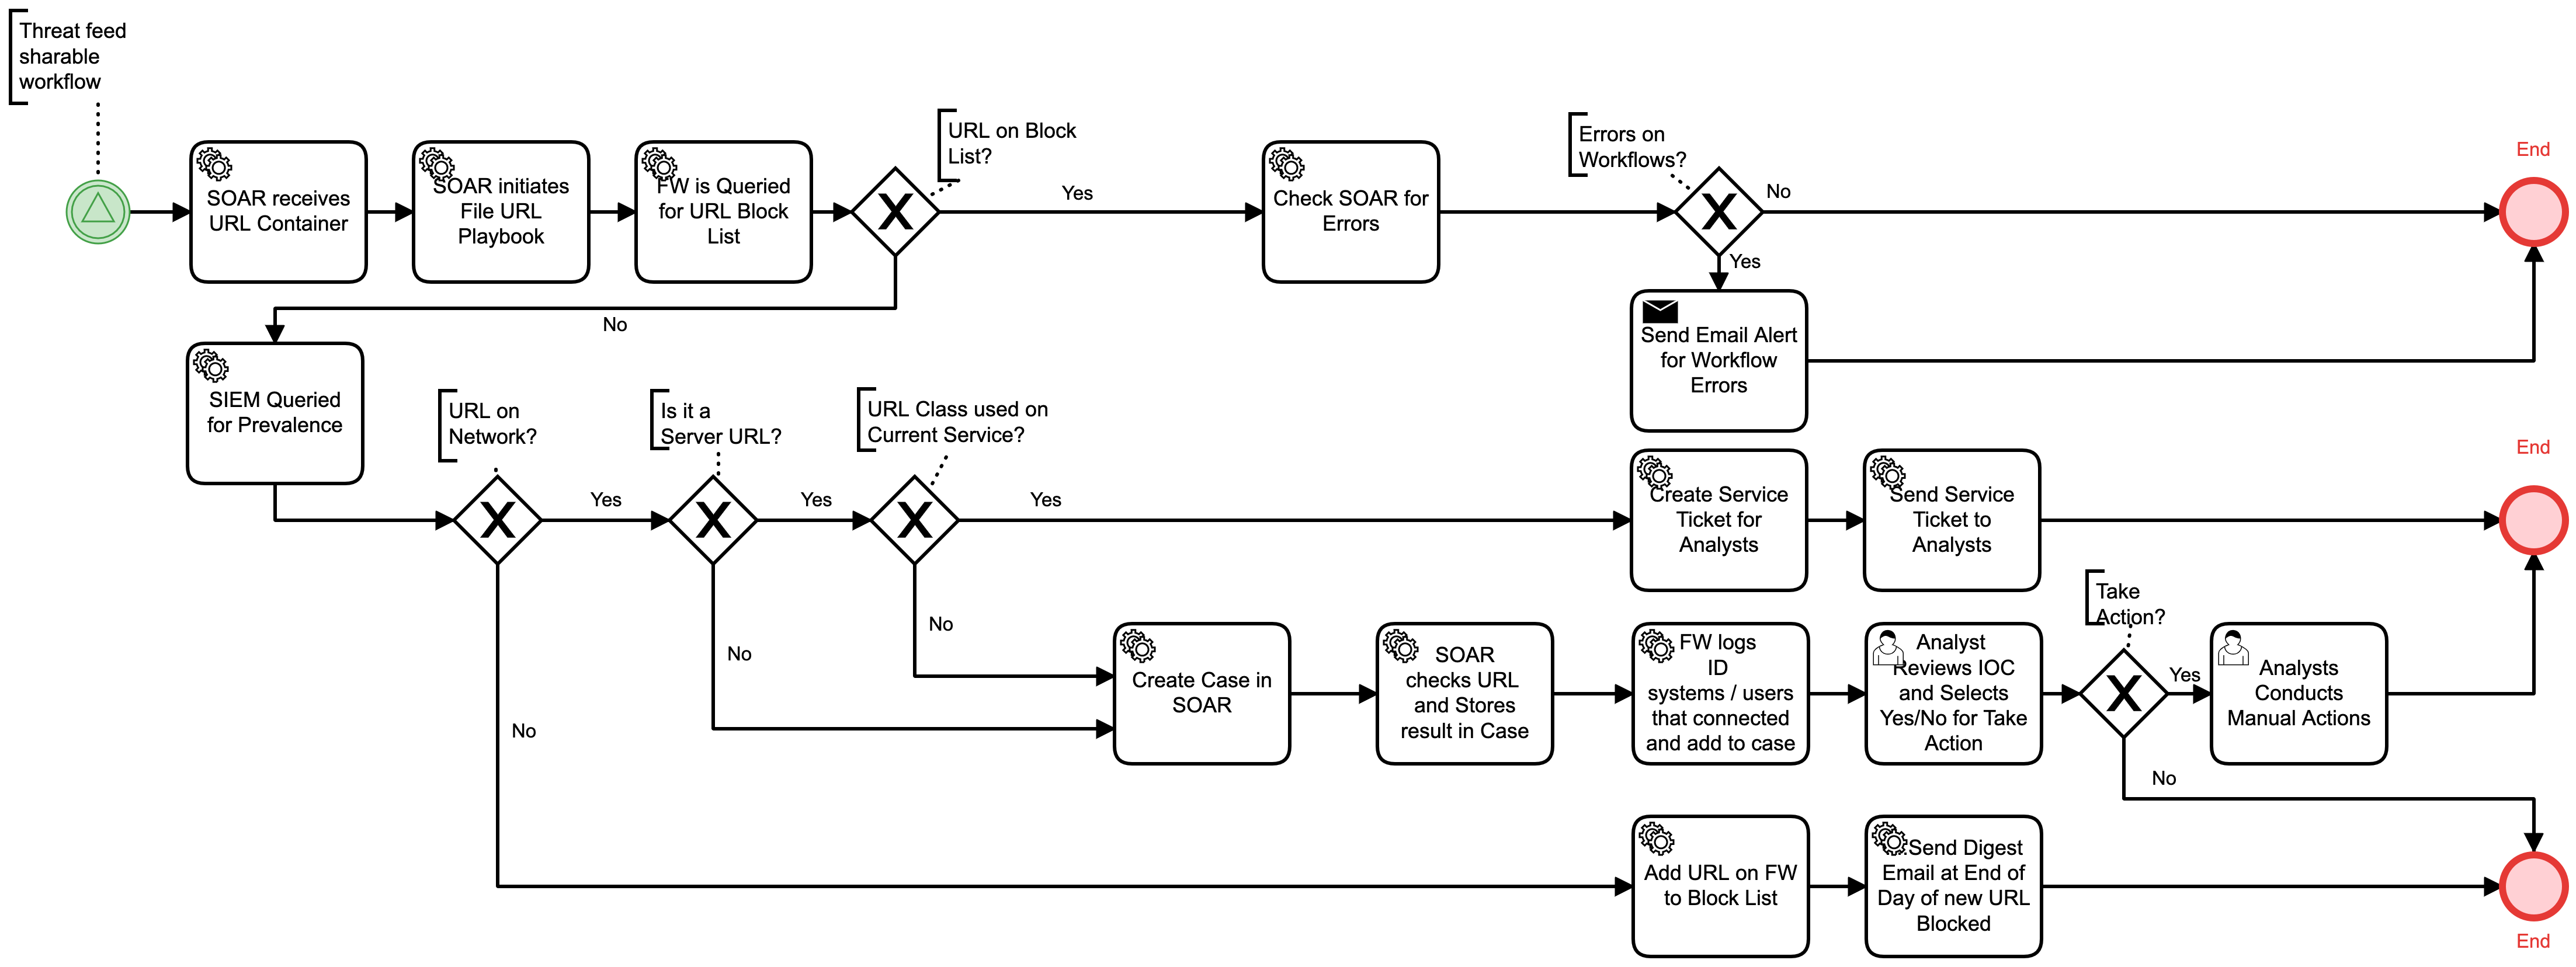 Threat feed
sharable
workflow
SOAR receives
URL Container
SOAR initiates
File URL
Playbook
FW is Queried
for URL Block
List
URL on Block
List?
Yes
No
Check SOAR for
Errors
Errors on
Workflows?
No
Yes
End
Send Email Alert
for Workflow
Errors
SIEM Queried
for Prevalence
URL on
Network?
Yes
No
Is it a
Server URL?
Yes
No
URL Class used on
Current Service?
Yes
No
Create Service
Ticket for
Analysts
Send Service
Ticket to
Analysts
End
Create Case in
SOAR
SOAR
checks URL
and Stores
result in Case
FW logs
ID
systems / users
that connected
and add to case
Analyst
Reviews IOC
and Selects
Yes/No for Take
Action
Take
Action?
Yes
No
Analysts
Conducts
Manual Actions
Add URL on FW
to Block List
.Send Digest
Email at End of
Day of new URL
Blocked
End